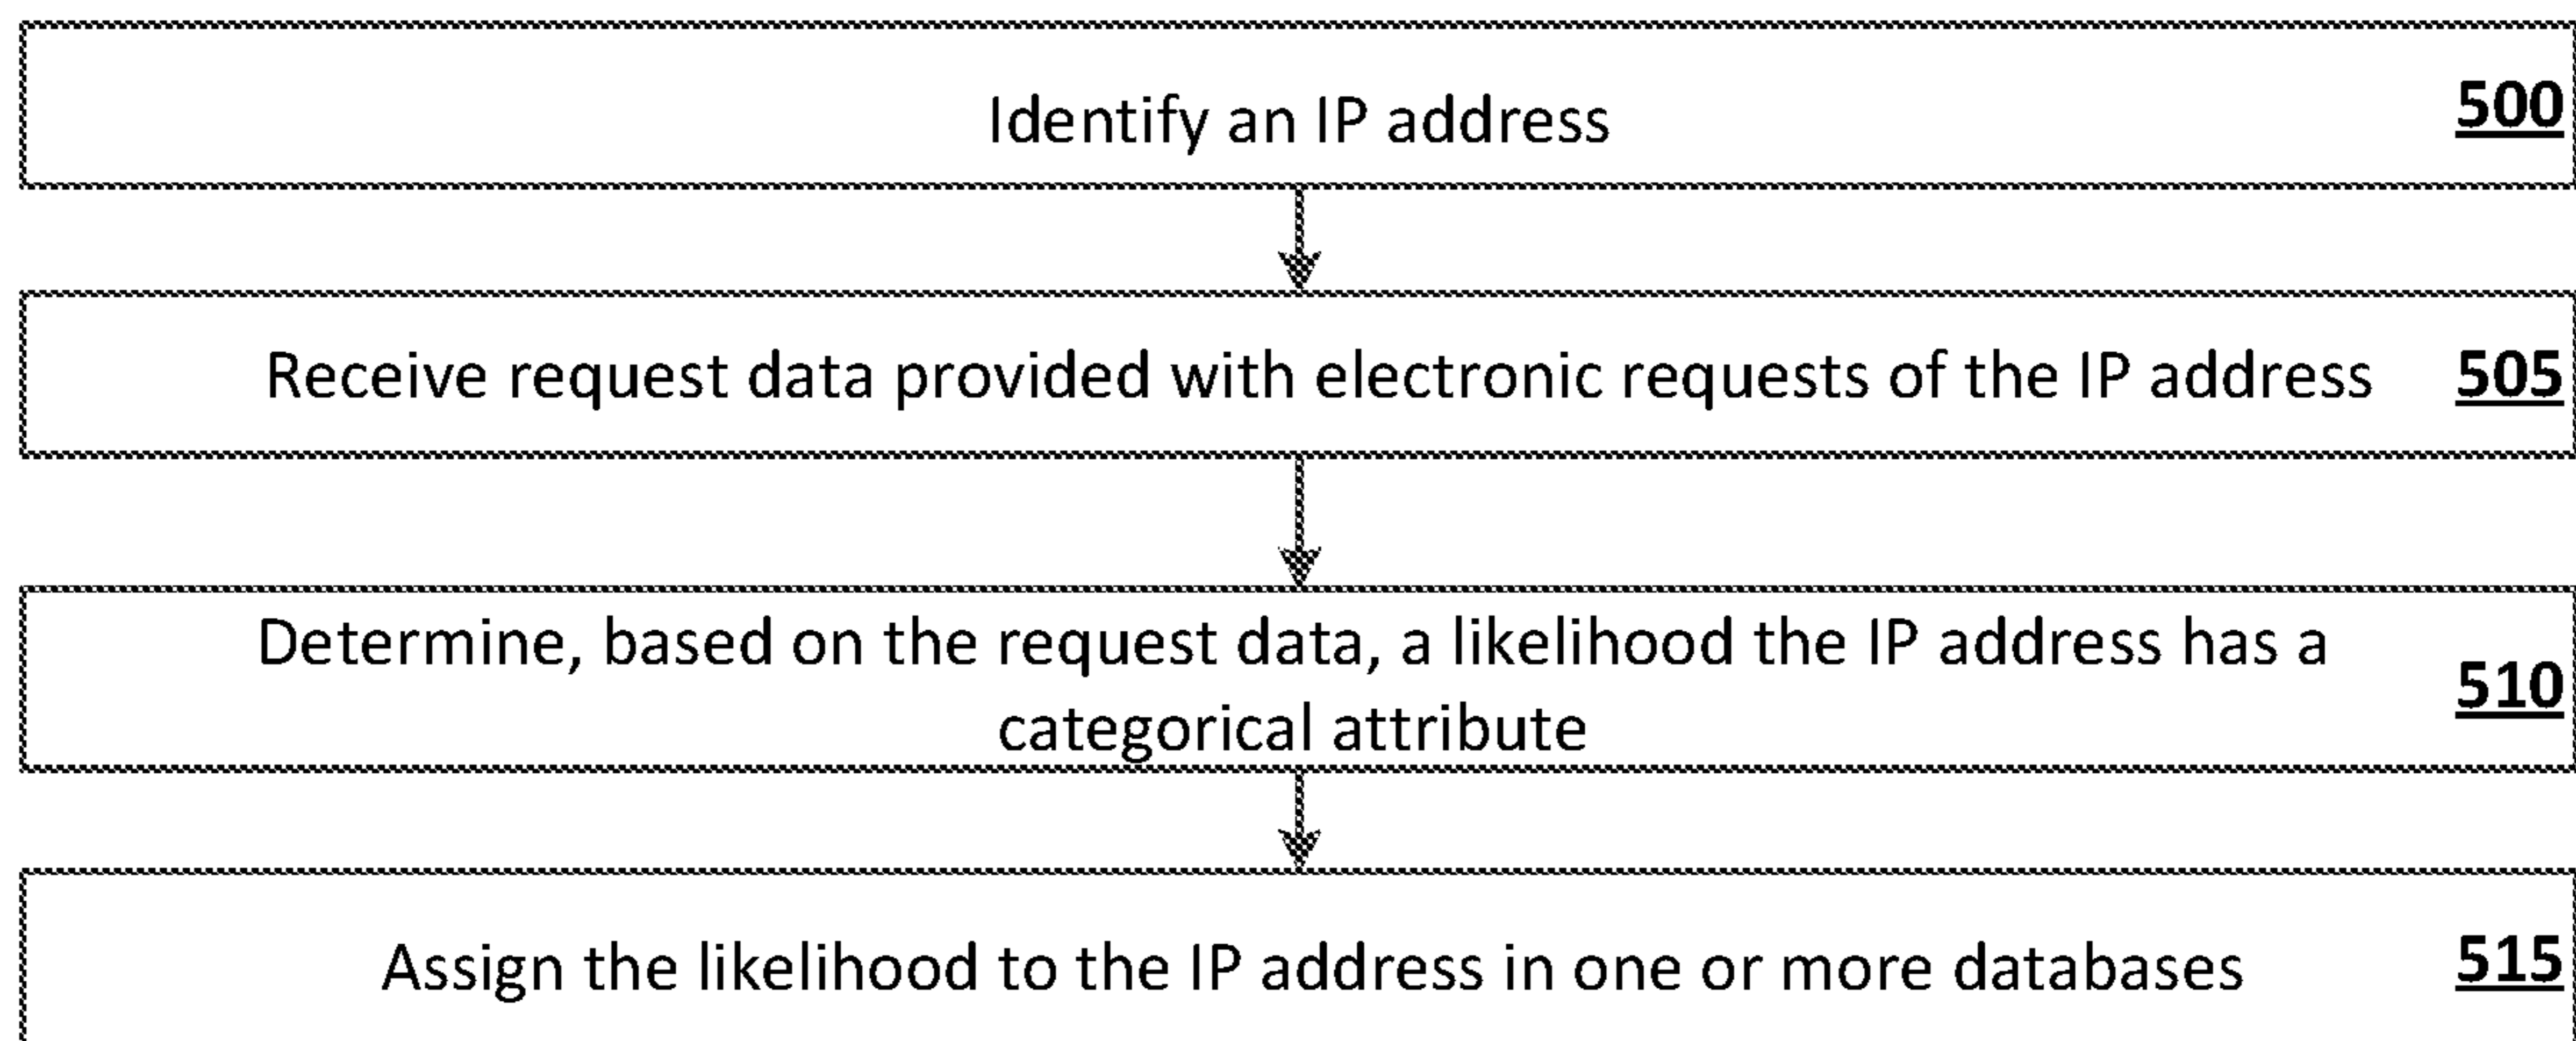 Identify an IP address 500
Receive request data provided with electronic requests of the IP address 505
Determine, based on the request data, a likelihood the IP address has a
categorical attribute 510
Assign the likelihood to the IP address in one or more databases 515